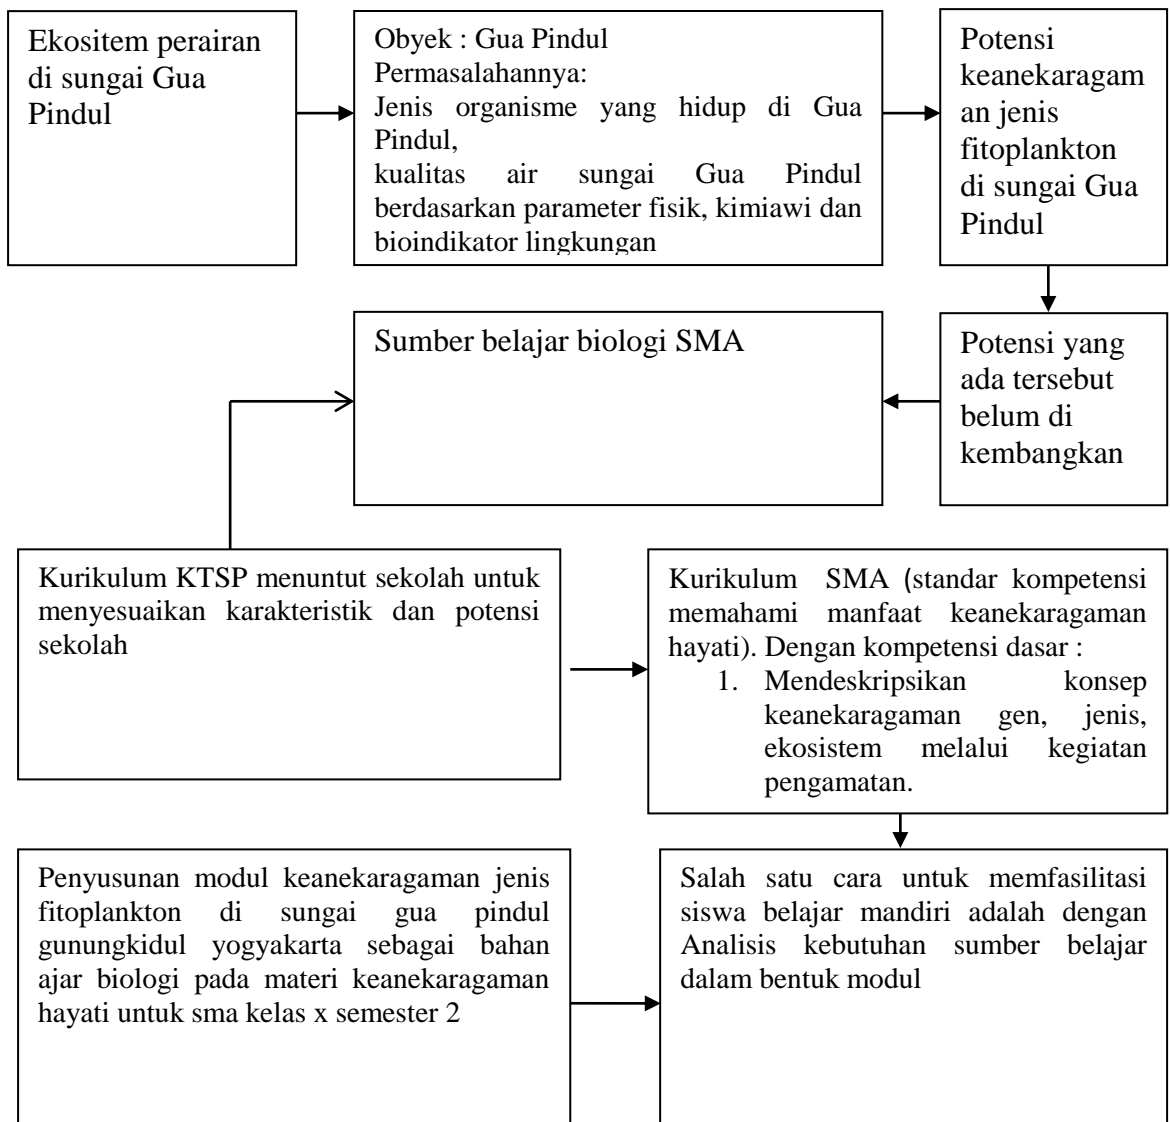 Ekositem perairan
di sungai Gua
Pindul
Obyek : Gua Pindul
Permasalahannya:
Jenis organisme yang hidup di Gua
Pindul,
kualitas air sungai Gua Pindul
berdasarkan parameter fisik, kimiawi dan
bioindikator lingkungan
Potensi
keanekaragam
an jenis
fitoplankton
di sungai Gua
Pindul
Sumber belajar biologi SMA
Potensi yang
ada tersebut
belum di
kembangkan
Kurikulum KTSP menuntut sekolah untuk
menyesuaikan karakteristik dan potensi
sekolah
Kurikulum SMA (standar kompetensi
memahami manfaat keanekaragaman
hayati). Dengan kompetensi dasar :
1. Mendeskripsikan konsep
keanekaragaman gen, jenis,
ekosistem melalui kegiatan
pengamatan.
Penyusunan modul keanekaragaman jenis
fitoplankton di sungai gua pindul
gunungkidul yogyakarta sebagai bahan
ajar biologi pada materi keanekaragaman
hayati untuk sma kelas x semester 2
Salah satu cara untuk memfasilitasi
siswa belajar mandiri adalah dengan
Analisis kebutuhan sumber belajar
dalam bentuk modul